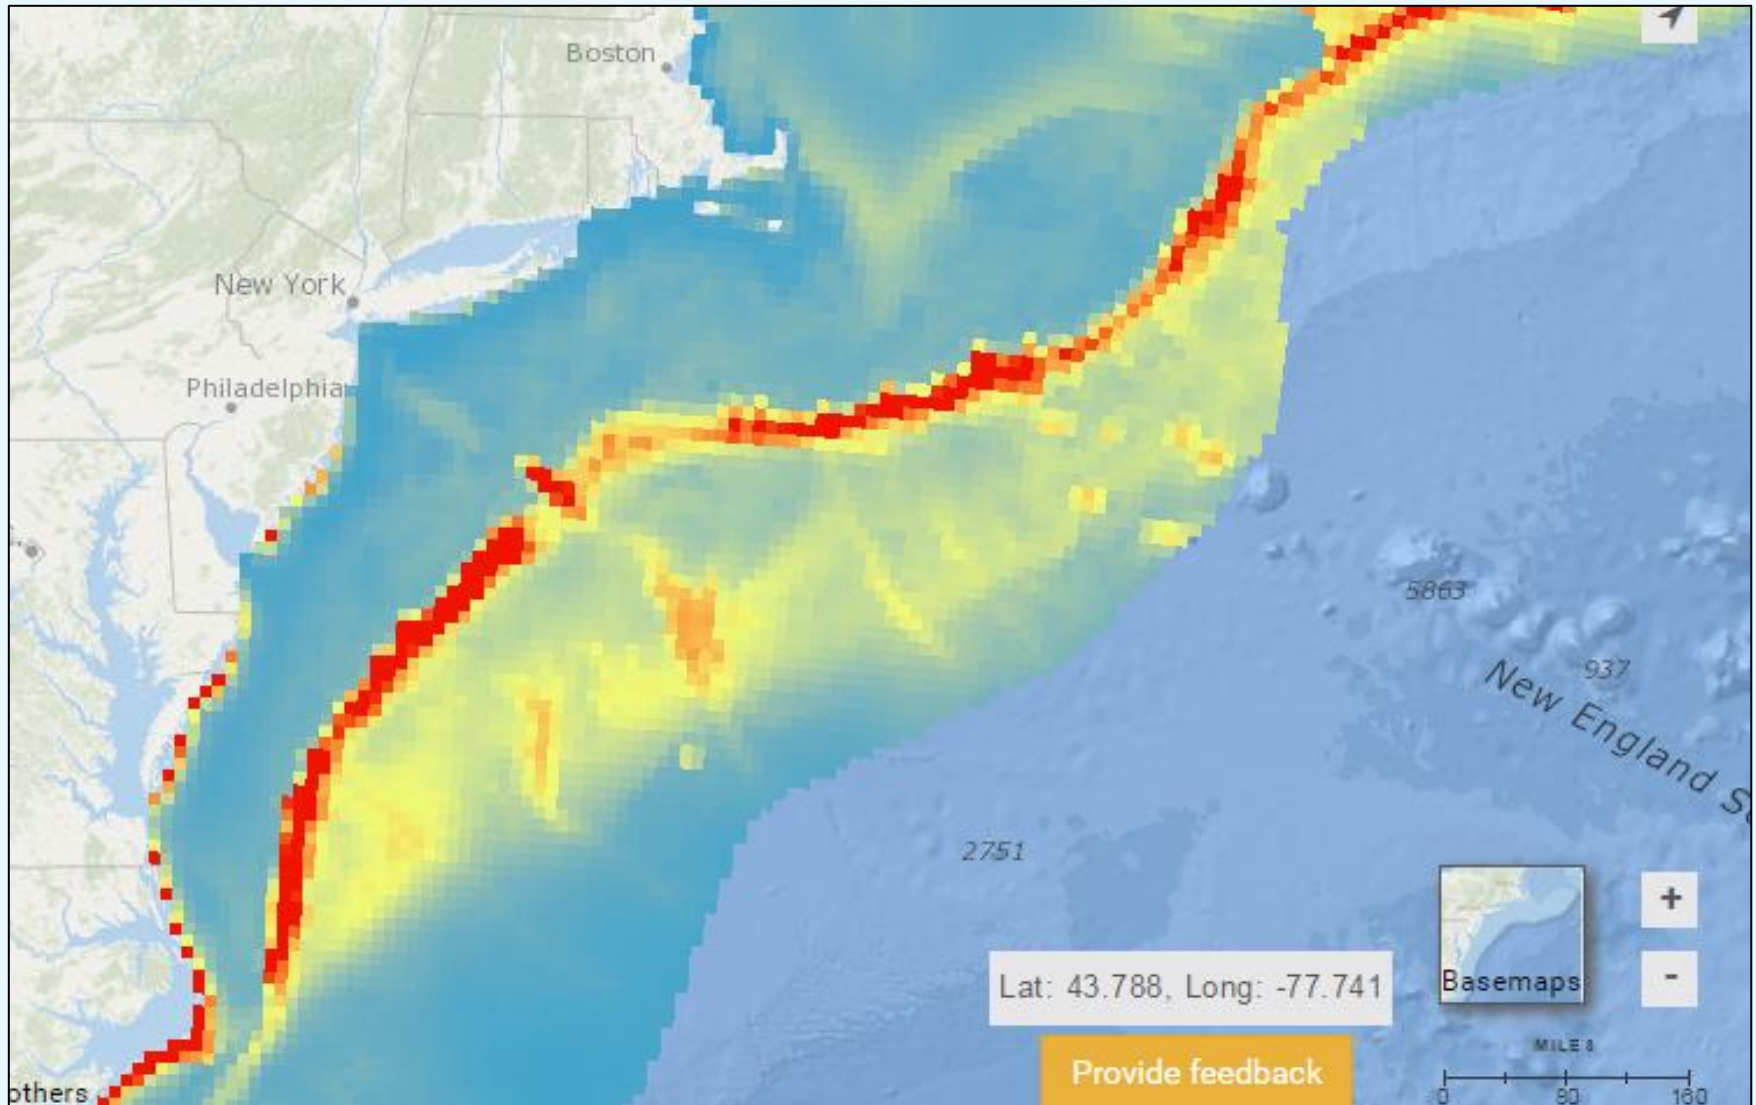 Boston
New York
Philadelphia
5863
937
New England S
2751
Basemaps
+
-
Lat: 43.788, Long: -77.741
Provide feedback
MILES
0 80 160
others